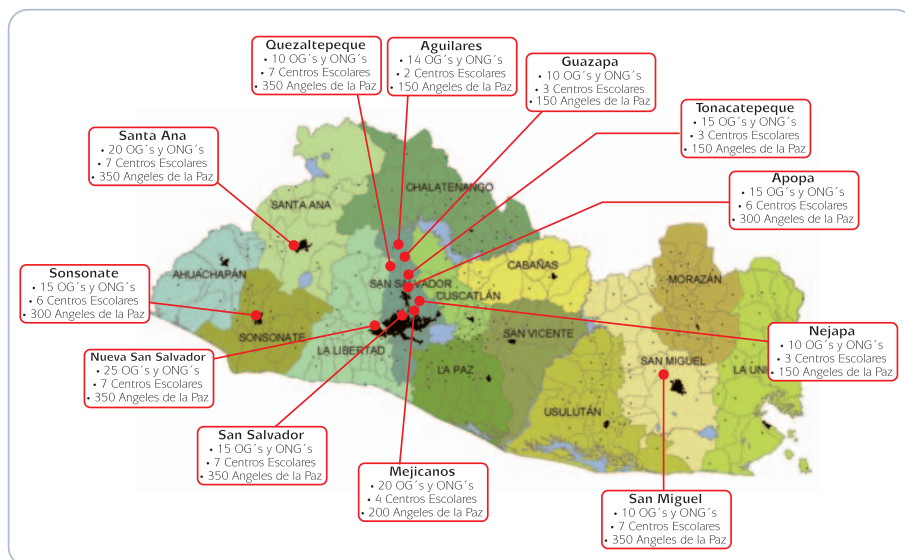 Quezaltepeque
• 10 OG´s y ONG´s
• 7 Centros Escolares
• 350 Angeles de la Paz
Aguilares
• 14 OG´s y ONG´s
• 2 Centros Escolares
• 150 Angeles de la Paz
Guazapa
• 10 OG´s y ONG´s
• 3 Centros Escolares
• 150 Angeles de la Paz
Tonacatepeque
• 15 OG´s y ONG´s
• 3 Centros Escolares
• 150 Angeles de la Paz
Santa Ana
• 20 OG´s y ONG´s
• 7 Centros Escolares
• 350 Angeles de la Paz
Apopa
• 15 OG´s y ONG´s
• 6 Centros Escolares
• 300 Angeles de la Paz
Sonsonate
• 15 OG´s y ONG´s
• 6 Centros Escolares
• 300 Angeles de la Paz
Nejapa
• 10 OG´s y ONG´s
• 3 Centros Escolares
• 150 Angeles de la Paz
Nueva San Salvador
• 25 OG´s y ONG´s
• 7 Centros Escolares
• 350 Angeles de la Paz
San Salvador
• 15 OG´s y ONG´s
• 7 Centros Escolares
• 350 Angeles de la Paz
Mejicanos
• 20 OG´s y ONG´s
• 4 Centros Escolares
• 200 Angeles de la Paz
San Miguel
• 10 OG´s y ONG´s
• 7 Centros Escolares
• 350 Angeles de la Paz
CHALATENANGO
SANTA ANA
AHUACHAPÁN
SAN SALVADOR
CABAÑAS
MORAZÁN
CUSCATLÁN
SONSONATE
LA LIBERTAD
SAN VICENTE
LA PAZ
SAN MIGUEL
LA UNI
USULUTÁN